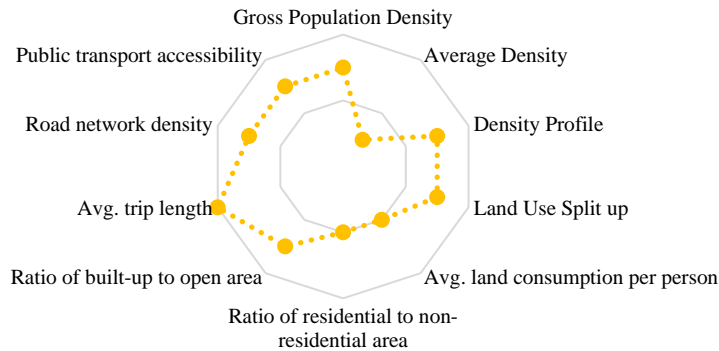 Gross Population Density
Public transport accessibility
Average Density
Road network density
Density Profile
Avg. trip length
Land Use Split up
Ratio of built-up to open area
Avg. land consumption per person
Ratio of residential to non-
residential area